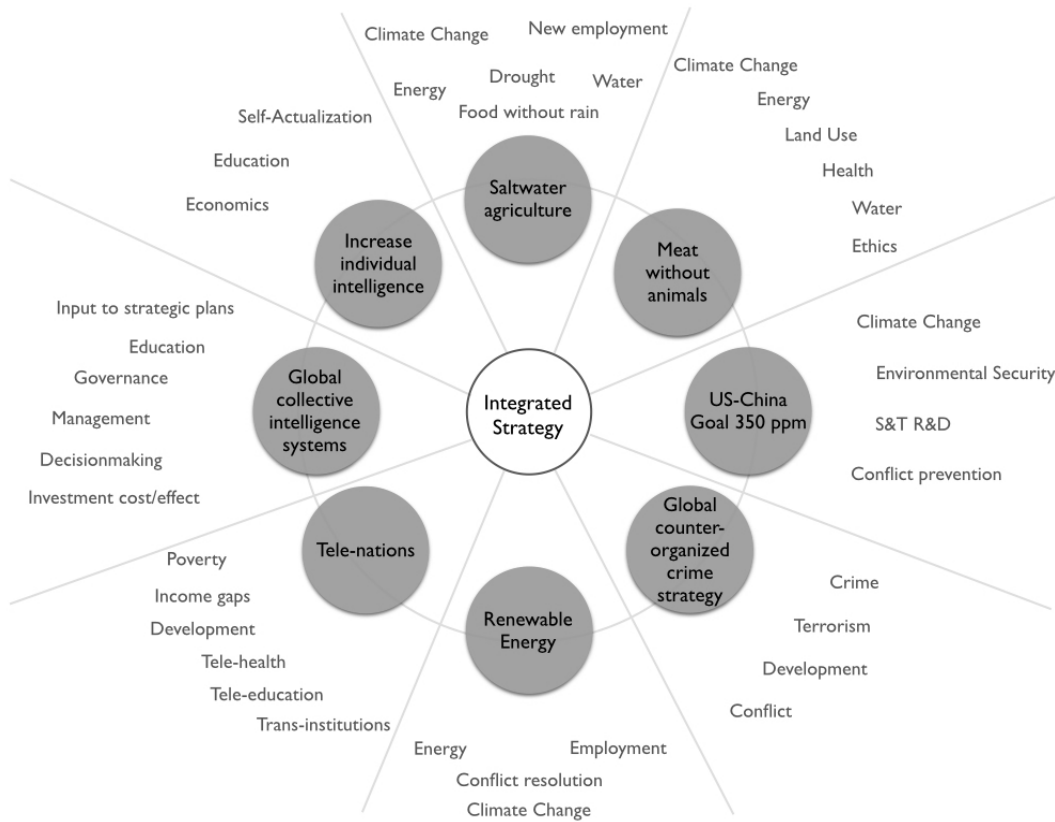 Climate Change
New employment
Drought
Energy
Water
Food without rain
Saltwater
agriculture
Climate Change
Energy
Land Use
Health
Water
Ethics
Meat
without
animals
Climate Change
Environmental Security
S&T R&D
Conflict prevention
US-China
Goal 350 ppm
Global
counter-
organized
crime
strategy
Crime
Terrorism
Development
Conflict
Renewable
Energy
Energy
Employment
Conflict resolution
Climate Change
Tele-nations
Poverty
Income gaps
Development
Tele-health
Tele-education
Trans-institutions
Global
collective
intelligence
systems
Input to strategic plans
Education
Governance
Management
Decisionmaking
Investment cost/effect
Increase
individual
intelligence
Self-Actualization
Education
Economics
Integrated
Strategy